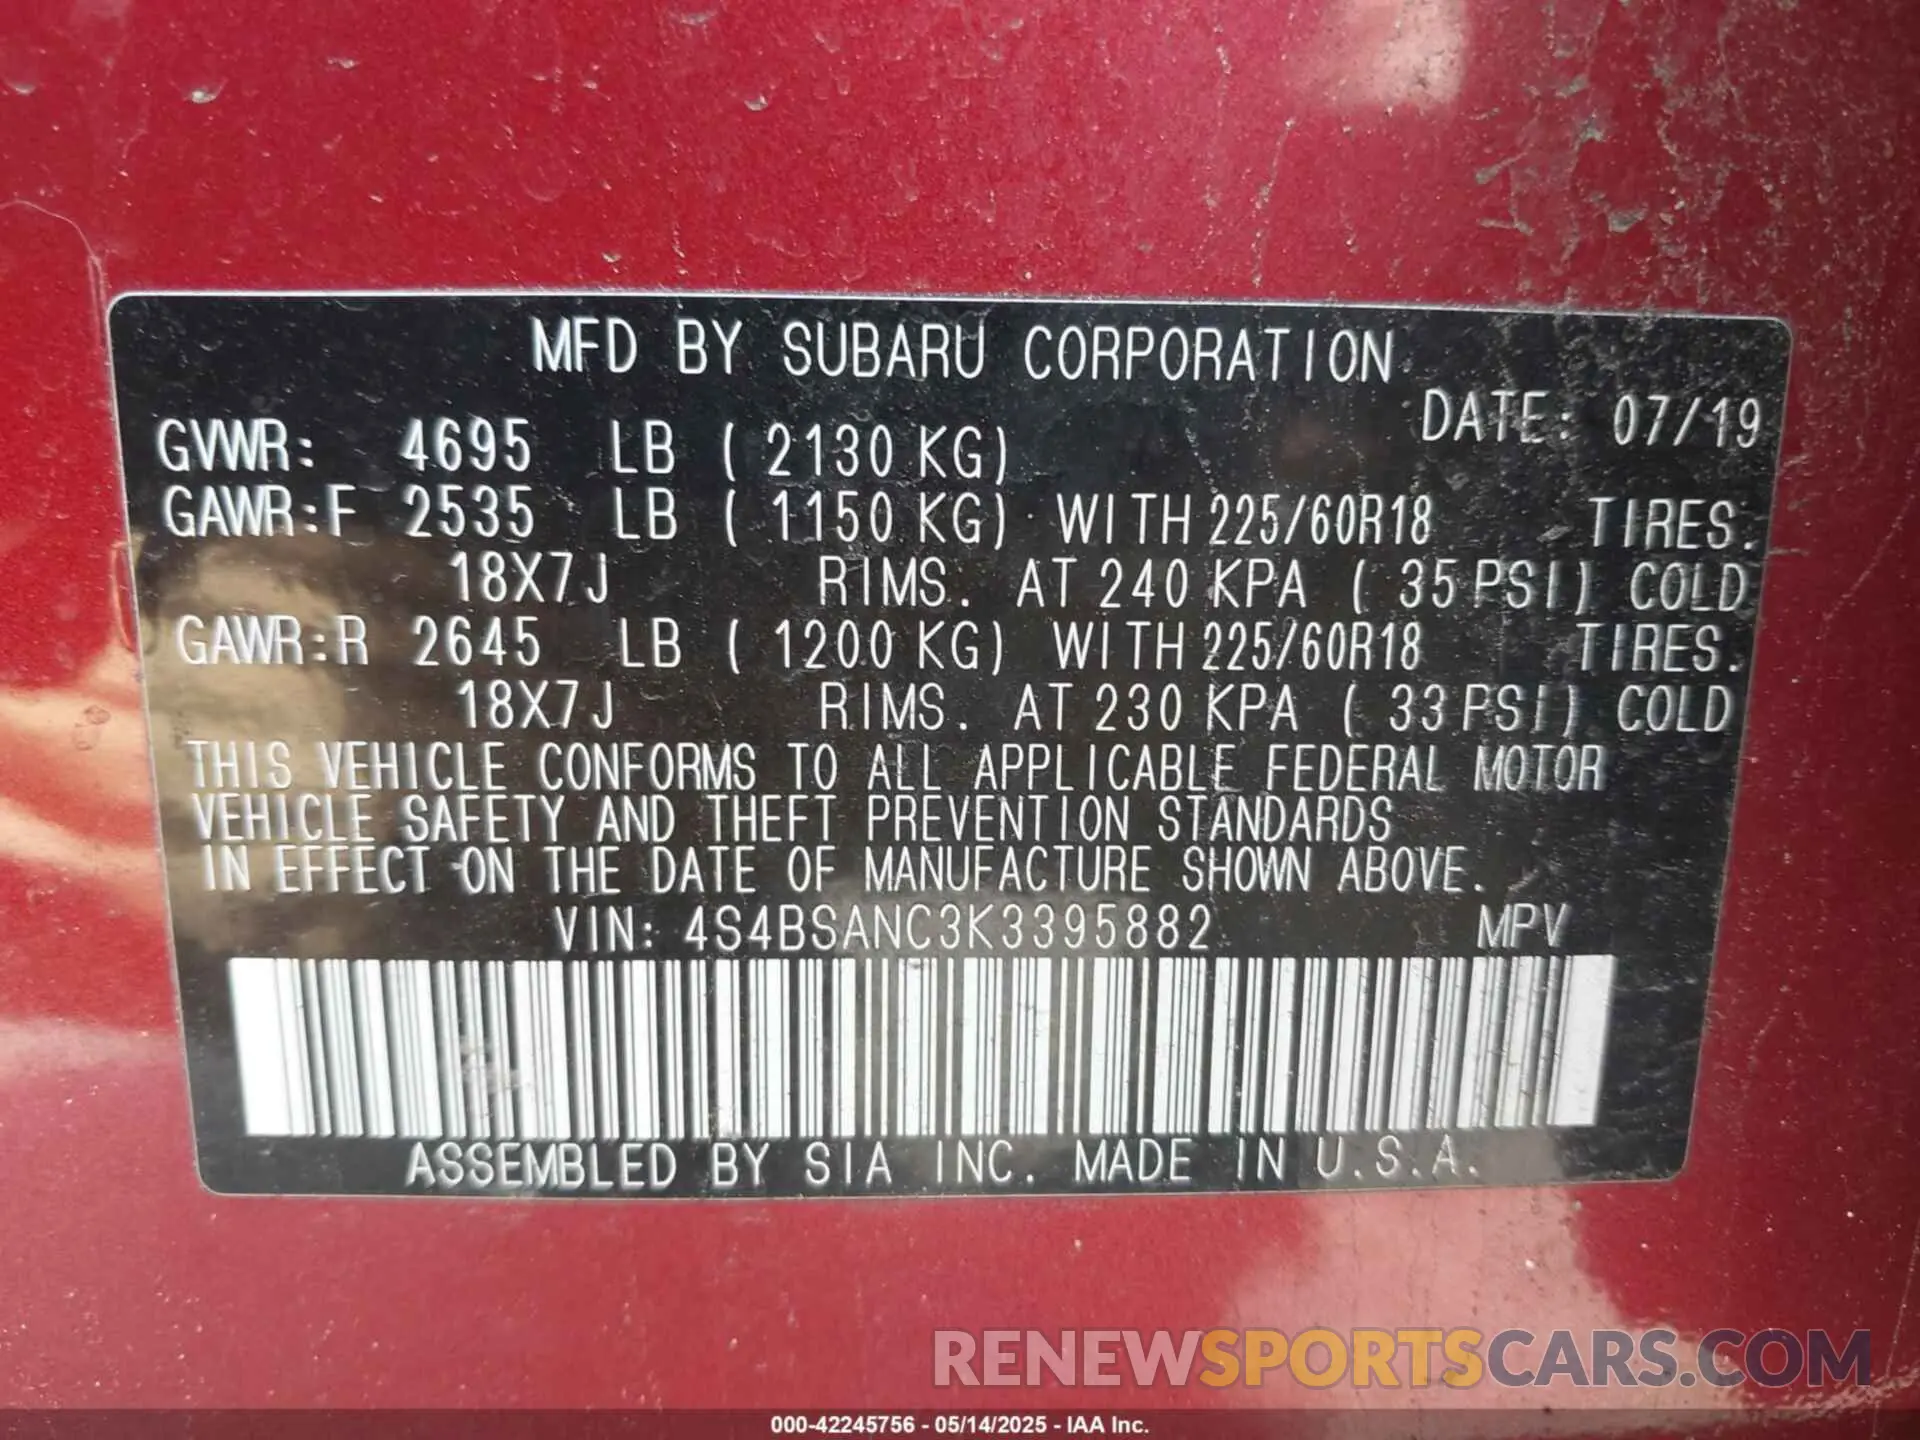 MFD BY SUBARU CORPORATION
DATE: 07/19
GVWR: 4695 LB ( 2130 KG)
GAWR:F 2535 LB ( 1150 KG) WITH 225/60R18 TIRES.
18X7J RIMS. AT 240 KPA ( 35 PSI) COLD
GAWR:R 2645 LB ( 1200 KG) WITH 225/60R18 TIRES.
18X7J RIMS. AT 230 KPA ( 33 PSI) COLD
THIS VEHICLE CONFORMS TO ALL APPLICABLE FEDERAL MOTOR
VEHICLE SAFETY AND THEFT PREVENTION STANDARDS
IN EFFECT ON THE DATE OF MANUFACTURE SHOWN ABOVE.
VIN: 4S4BSANC3K3395882 MPV
ASSEMBLED BY SIA INC. MADE IN U.S.A.
RENEWSPORTSCARS.COM
000-42245756 - 05/14/2025 - IAA Inc.